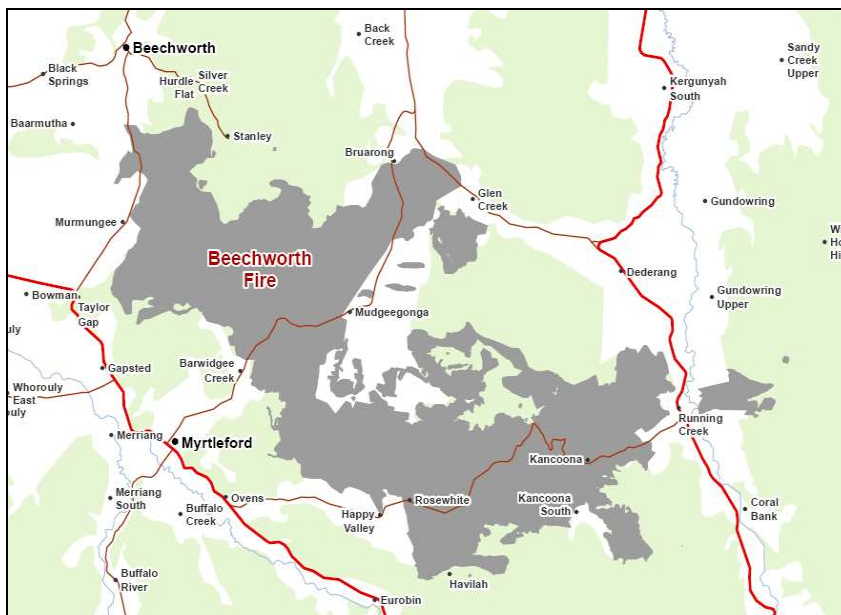 Back
Creek
Beechworth
Sandy
Creek
Upper
Black
Springs
Hurdle
Flat
Silver
Creek
Kergunyah
South
Baarmutha
Stanley
Bruarong
Glen
Creek
Gundowring
Murmungee
Beechworth
Fire
Dederang
Bowman
Taylor
Gap
Gundowring
Upper
Mudgeegonga
Gapsted
Barwidgee
Creek
Whorouly
East
Running
Creek
Merriang
Myrtleford
Kancoona
Merriang
South
Ovens
Buffalo
Creek
Happy
Valley
Rosewhite
Kancoona
South
Coral
Bank
Buffalo
River
Havilah
Eurobin